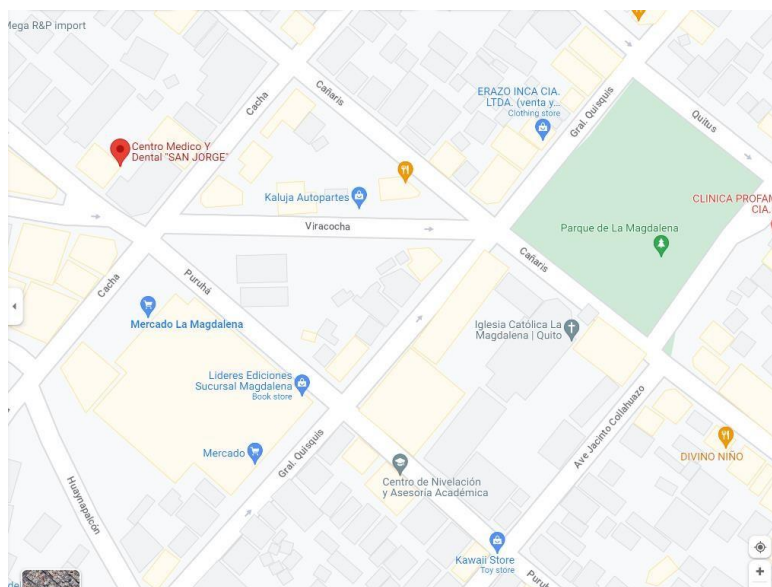 Mega R&P import
Cañaris
Cacha
ERAZO INCA CIA.
LTDA. (venta y...
Clothing store
Gral. Quisquis
Quitus
Centro Medico Y
Dental "SAN JORGE"
Kaluja Autopartes
CLINICA PROFAM
CIA.
Viracocha
Parque de La Magdalena
Cañaris
Cacha
Puruhá
Mercado La Magdalena
Iglesia Católica La
Magdalena | Quito
Lideres Ediciones
Sucursal Magdalena
Book store
Ave Jacinto Collahuazo
Gral. Quisquis
Mercado
DIVINO NIÑO
Centro de Nivelación
y Asesoría Académica
Huaynapalcón
Kawaii Store
Toy store
Puruh